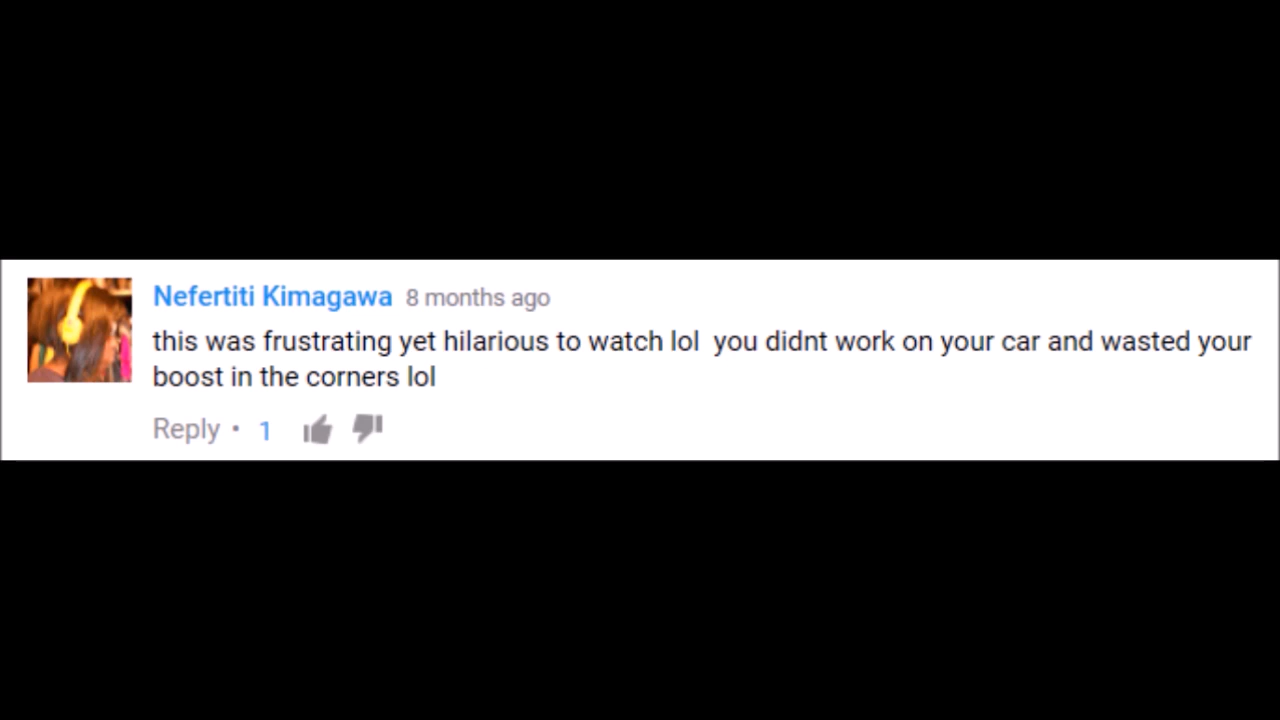 Nefertiti Kimagawa 8 months ago
this was frustrating yet hilarious to watch lol  you didnt work on your car and wasted your
boost in the corners lol
Reply • 1